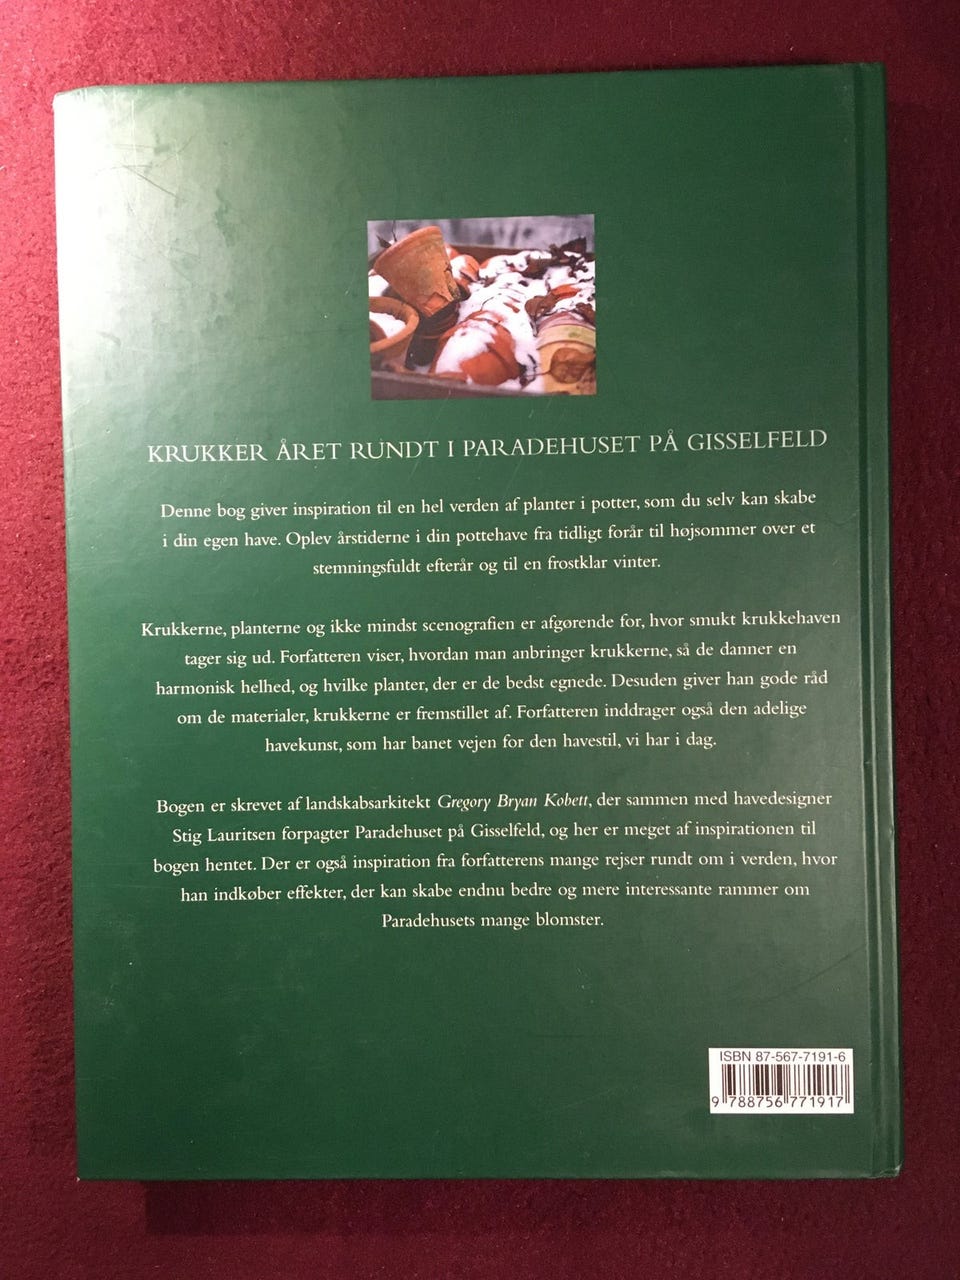 KRUKKER ÅRET RUNDT I PARADEHUSET PÅ GISSELFELD
Denne bog giver inspiration til en hel verden af planter i potter, som du selv kan skabe
i din egen have. Oplev årstiderne i din pottehave fra tidligt forår til højsommer over et
stemningsfuldt efterår og til en frostklar vinter.
Krukkerne, planterne og ikke mindst scenografien er afgørende for, hvor smukt krukkehaven
tager sig ud. Forfatteren viser, hvordan man anbringer krukkerne, så de danner en
harmonisk helhed, og hvilke planter, der er de bedst egnede. Desuden giver han gode råd
om de materialer, krukkerne er fremstillet af. Forfatteren inddrager også den adelige
havekunst, som har banet vejen for den havestil, vi har i dag.
Bogen er skrevet af landskabsarkitekt Gregory Bryan Kobett, der sammen med havedesigner
Stig Lauritsen forpagter Paradehuset på Gisselfeld, og her er meget af inspirationen til
bogen hentet. Der er også inspiration fra forfatterens mange rejser rundt om i verden, hvor
han indkøber effekter, der kan skabe endnu bedre og mere interessante rammer om
Paradehusets mange blomster.
ISBN 87-567-7191-6
9 788756 771917